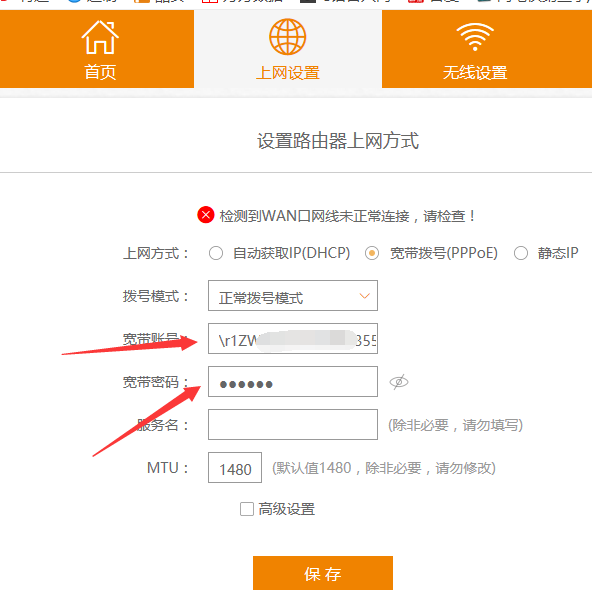 首页
上网设置
无线设置
设置路由器上网方式
检测到WAN口网线未正常连接，请检查！
上网方式： 自动获取IP(DHCP) 宽带拨号(PPPoE) 静态IP
拨号模式： 正常拨号模式
宽带账号： \r1ZW 355
宽带密码： ●●●●●●
服务名： (除非必要，请勿填写)
MTU： 1480 (默认值1480，除非必要，请勿修改)
高级设置
保 存